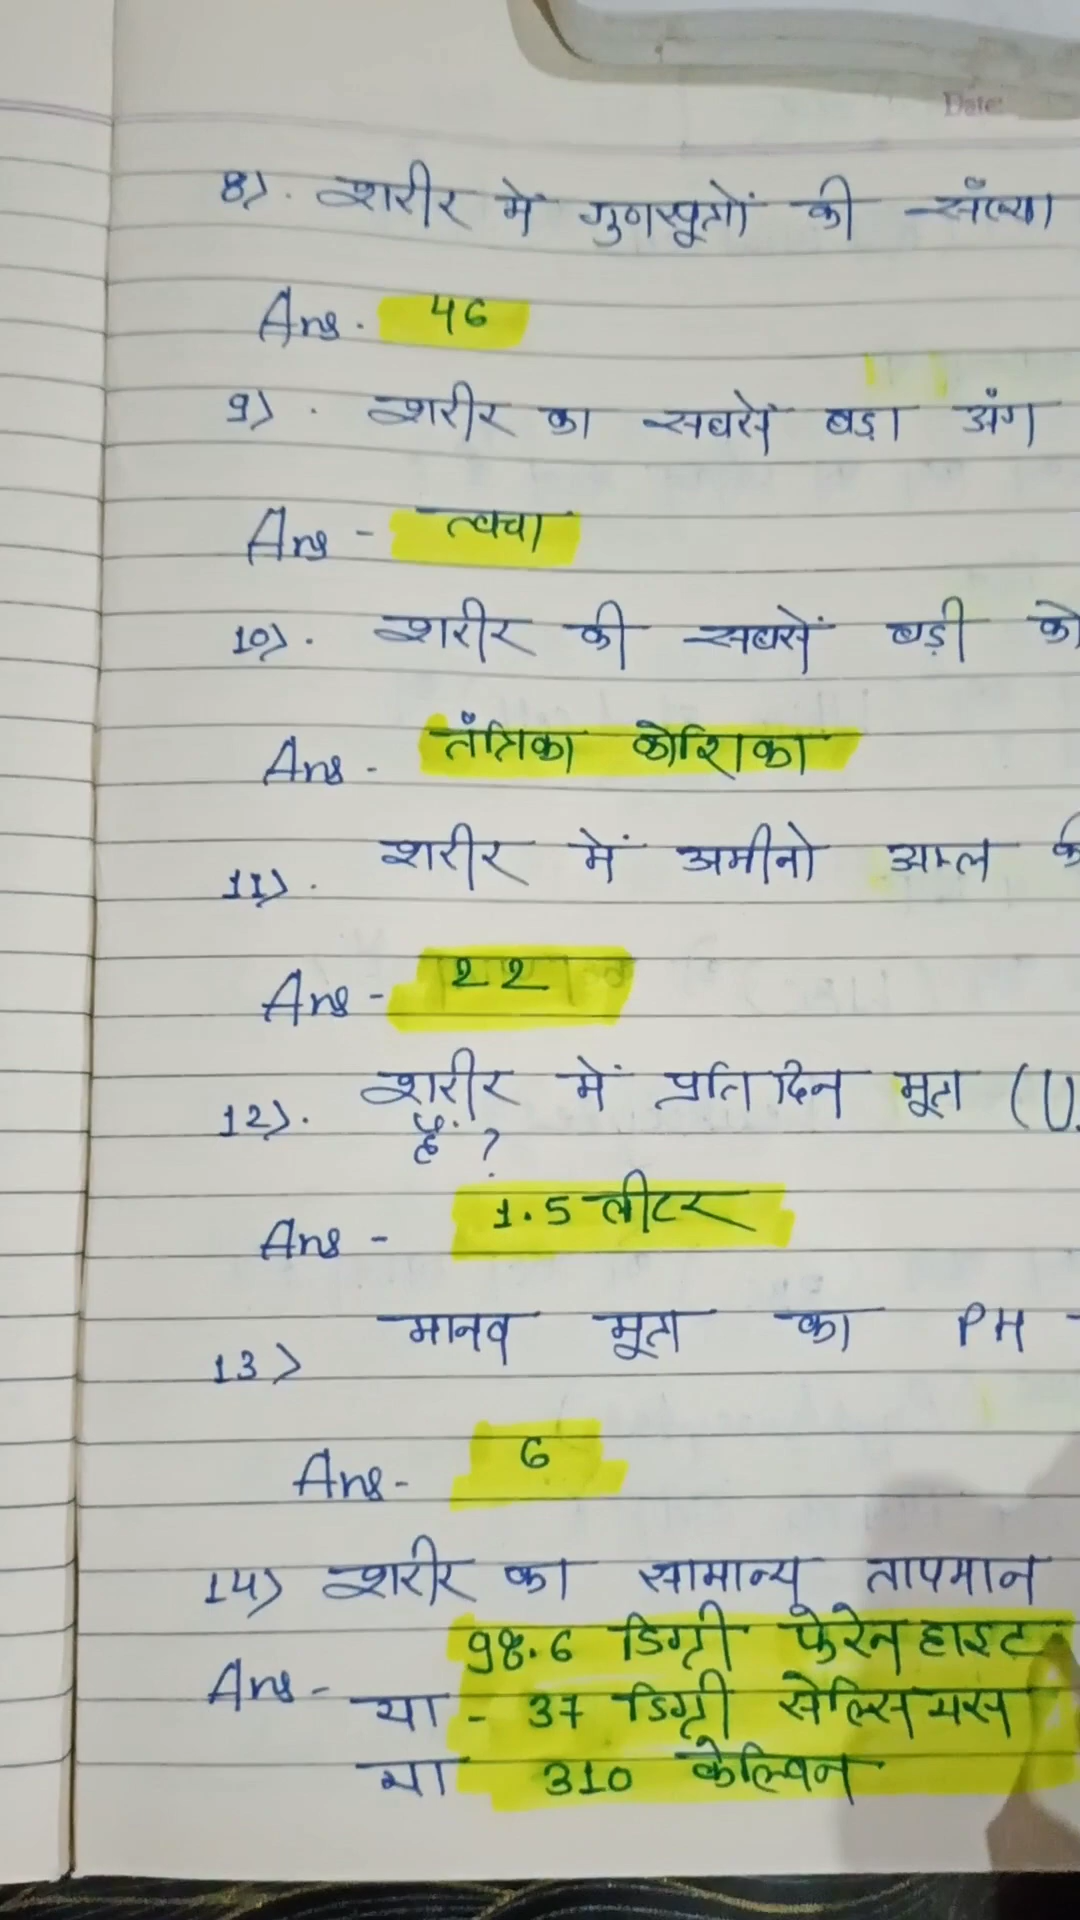 Date
8). शरीर में गुणसूत्रों की सँख्या
Ans. 46
9). शरीर का सबसे बड़ा अंग
Ans - त्वचा
10). शरीर की सबसें बड़ी को
Ans. तँत्रिका कोशिका
11). शरीर में अमीनो अम्ल
Ans - 22
12). शरीर में प्रतिदिन मूत्र (U
हैं ?
Ans - 1.5 लीटर
13) मानव मूत्र का PH -
Ans - 6
14) शरीर का सामान्य तापमान
Ans - 98.6 डिग्री फेरेनहाइट
या - 37 डिग्री सेल्सियस
या 310 केल्विन